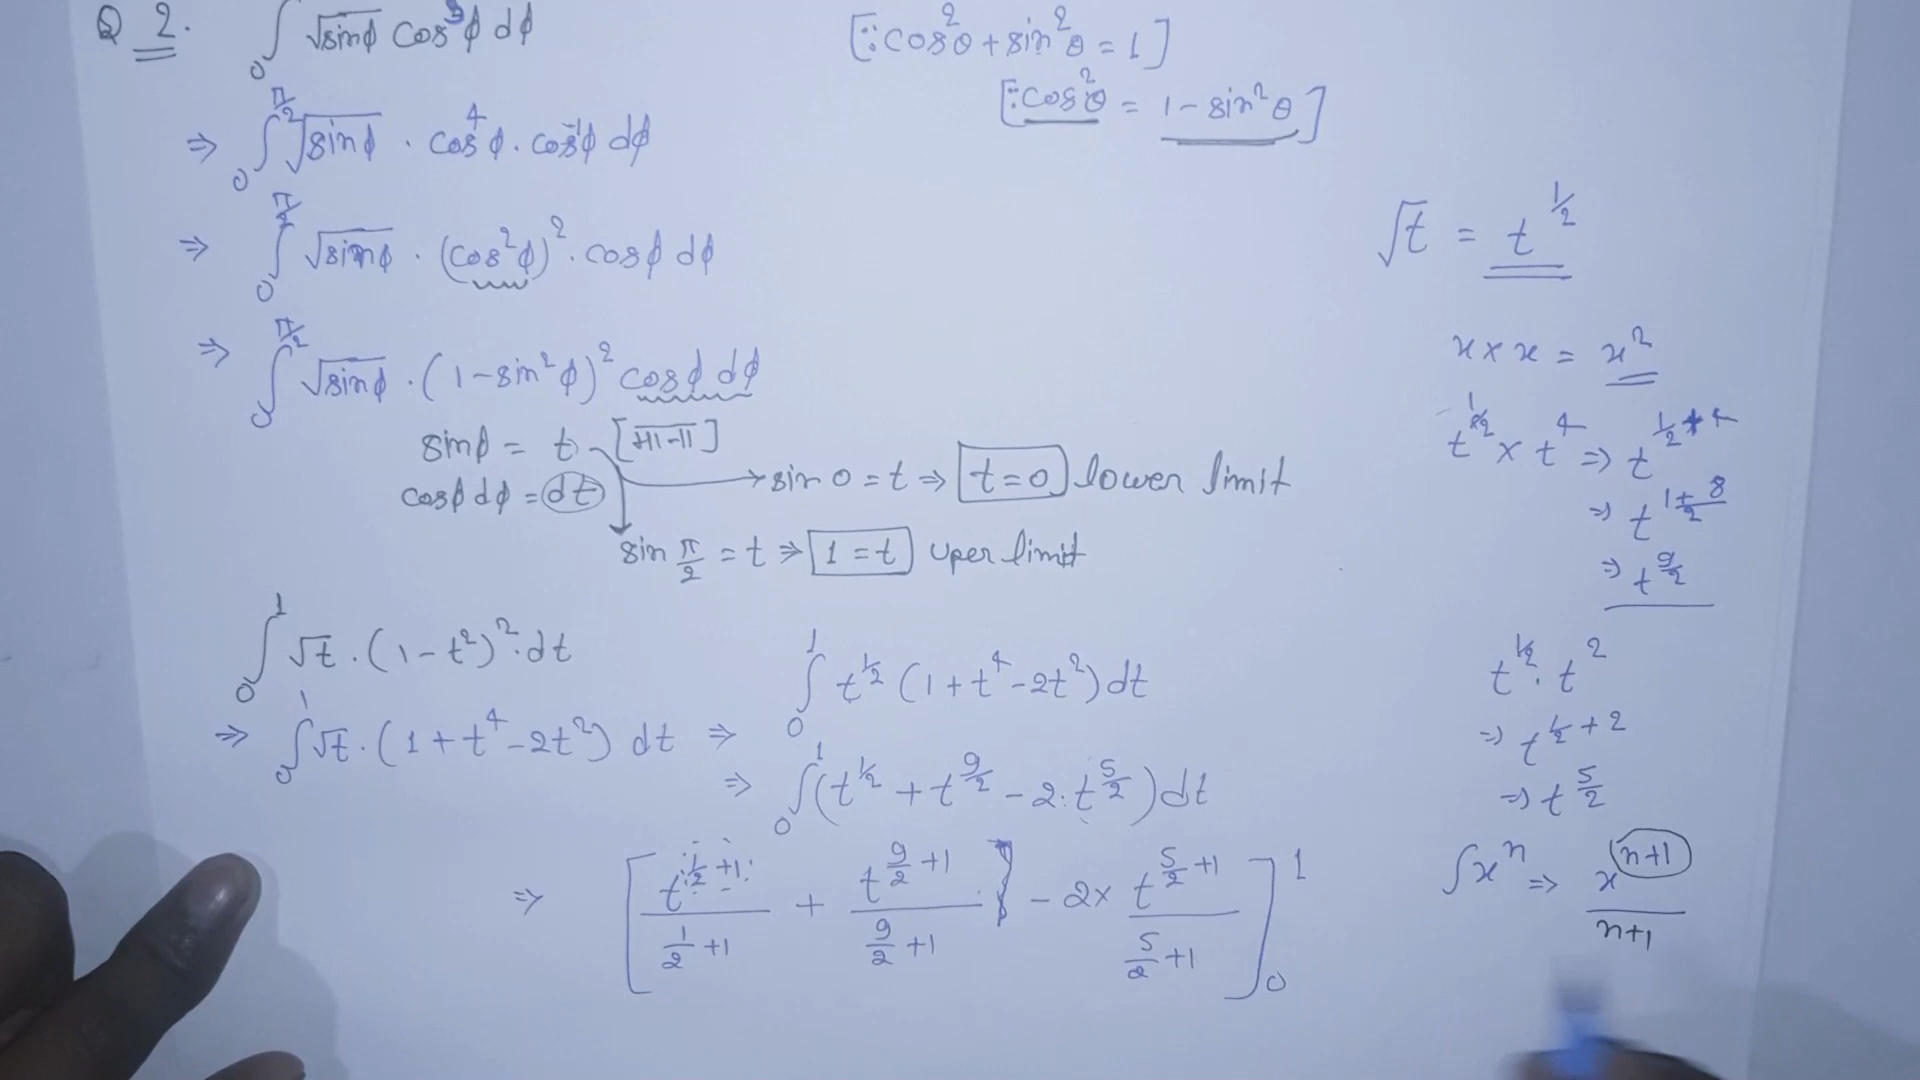 Q 2. ∫₀ √sinφ cos⁵φ dφ [∵ cos²θ + sin²θ = 1]
[∵ cos²θ = 1 - sin²θ]
⇒ ∫₀^(π/2) √sinφ · cos⁴φ · cos¹φ dφ
⇒ ∫₀^(π/2) √sinφ · (cos²φ)² · cosφ dφ
⇒ ∫₀^(π/2) √sinφ · (1 - sin²φ)² cosφ dφ
sinφ = t [माना]
cosφ dφ = dt → sin 0 = t ⇒ t = 0 lower limit
sin π/2 = t ⇒ 1 = t uper limit
∫₀¹ √t · (1 - t²)² · dt
⇒ ∫₀¹ √t · (1 + t⁴ - 2t²) dt ⇒ ∫₀¹ t^(1/2) (1 + t⁴ - 2t²) dt
⇒ ∫₀¹ (t^(1/2) + t^(9/2) - 2·t^(5/2)) dt
⇒ [t^(1/2 + 1) / (1/2 + 1) + t^(9/2 + 1) / (9/2 + 1) - 2 × t^(5/2 + 1) / (5/2 + 1)]₀¹
√t = t^(1/2)
x × x = x²
t^(1/2) × t⁴ ⇒ t^(1/2 + 4)
⇒ t^((1 + 8)/2)
⇒ t^(9/2)
t^(1/2) · t²
⇒ t^(1/2 + 2)
⇒ t^(5/2)
∫xⁿ ⇒ x^(n+1) / (n+1)